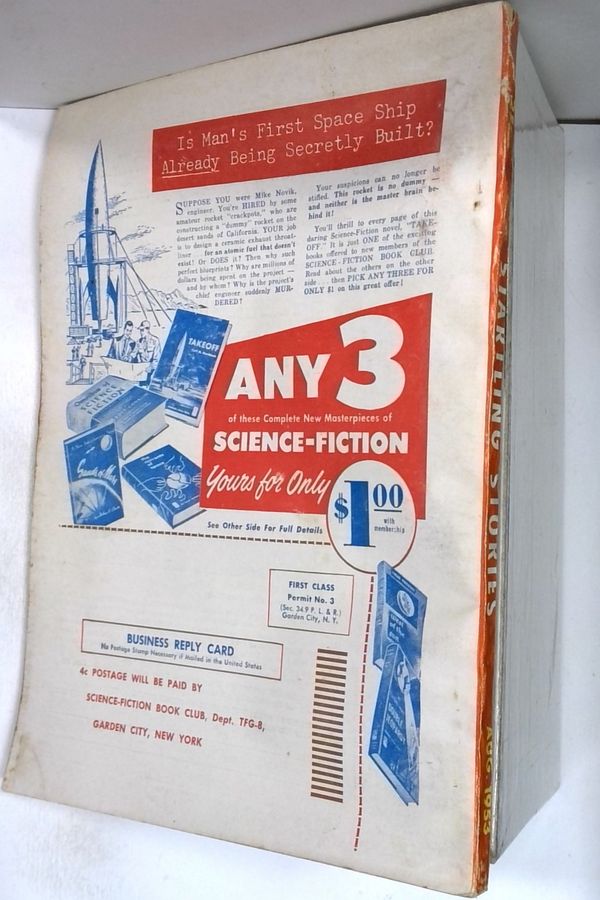 Is Man's First Space Ship
Already Being Secretly Built?
SUPPOSE YOU were Mike Novik,
engineer. You're HIRED by some
amateur rocket "crackpots," who are
constructing a "dummy" rocket on the
desert sands of California. YOUR job
is to design a ceramic exhaust throat-
liner — for an atomic fuel that doesn't
exist! Or DOES it? Then why such
perfect blueprints? Why are millions of
dollars being spent on the project —
and by whom? Why is the project's
chief engineer suddenly MUR-
DERED?
Your suspicions can no longer be
stifled. This rocket is no dummy —
and neither is the master brain be-
hind it!
You'll thrill to every page of this
daring Science-Fiction novel, "TAKE-
OFF." It is just ONE of the exciting
books offered to new members of the
SCIENCE-FICTION BOOK CLUB.
Read about the others on the other
side . . . then PICK ANY THREE FOR
ONLY $1 on this great offer!
TAKEOFF
SCIENCE
FICTION
ANY 3
of these Complete New Masterpieces of
SCIENCE-FICTION
Yours for Only
$1.00
with
membership
See Other Side For Full Details
FIRST CLASS
Permit No. 3
(Sec. 34.9 P. L. & R.)
Garden City, N. Y.
BUSINESS REPLY CARD
No Postage Stamp Necessary if Mailed in the United States
4c POSTAGE WILL BE PAID BY
SCIENCE-FICTION BOOK CLUB, Dept. TFG-8,
GARDEN CITY, NEW YORK
STARTLING STORIES
AUG. 1953